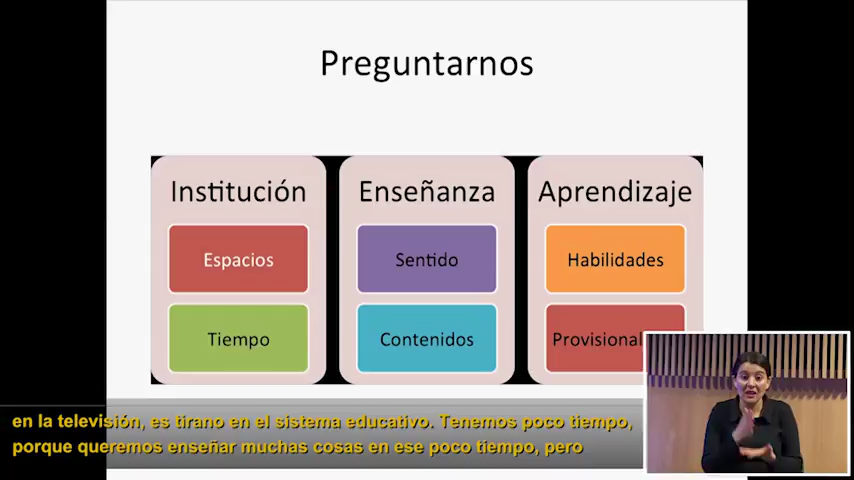 Preguntarnos
Institución
Espacios
Tiempo
Enseñanza
Sentido
Contenidos
Aprendizaje
Habilidades
en la televisión, es tirano en el sistema educativo. Tenemos poco tiempo,
porque queremos enseñar muchas cosas en ese poco tiempo, pero